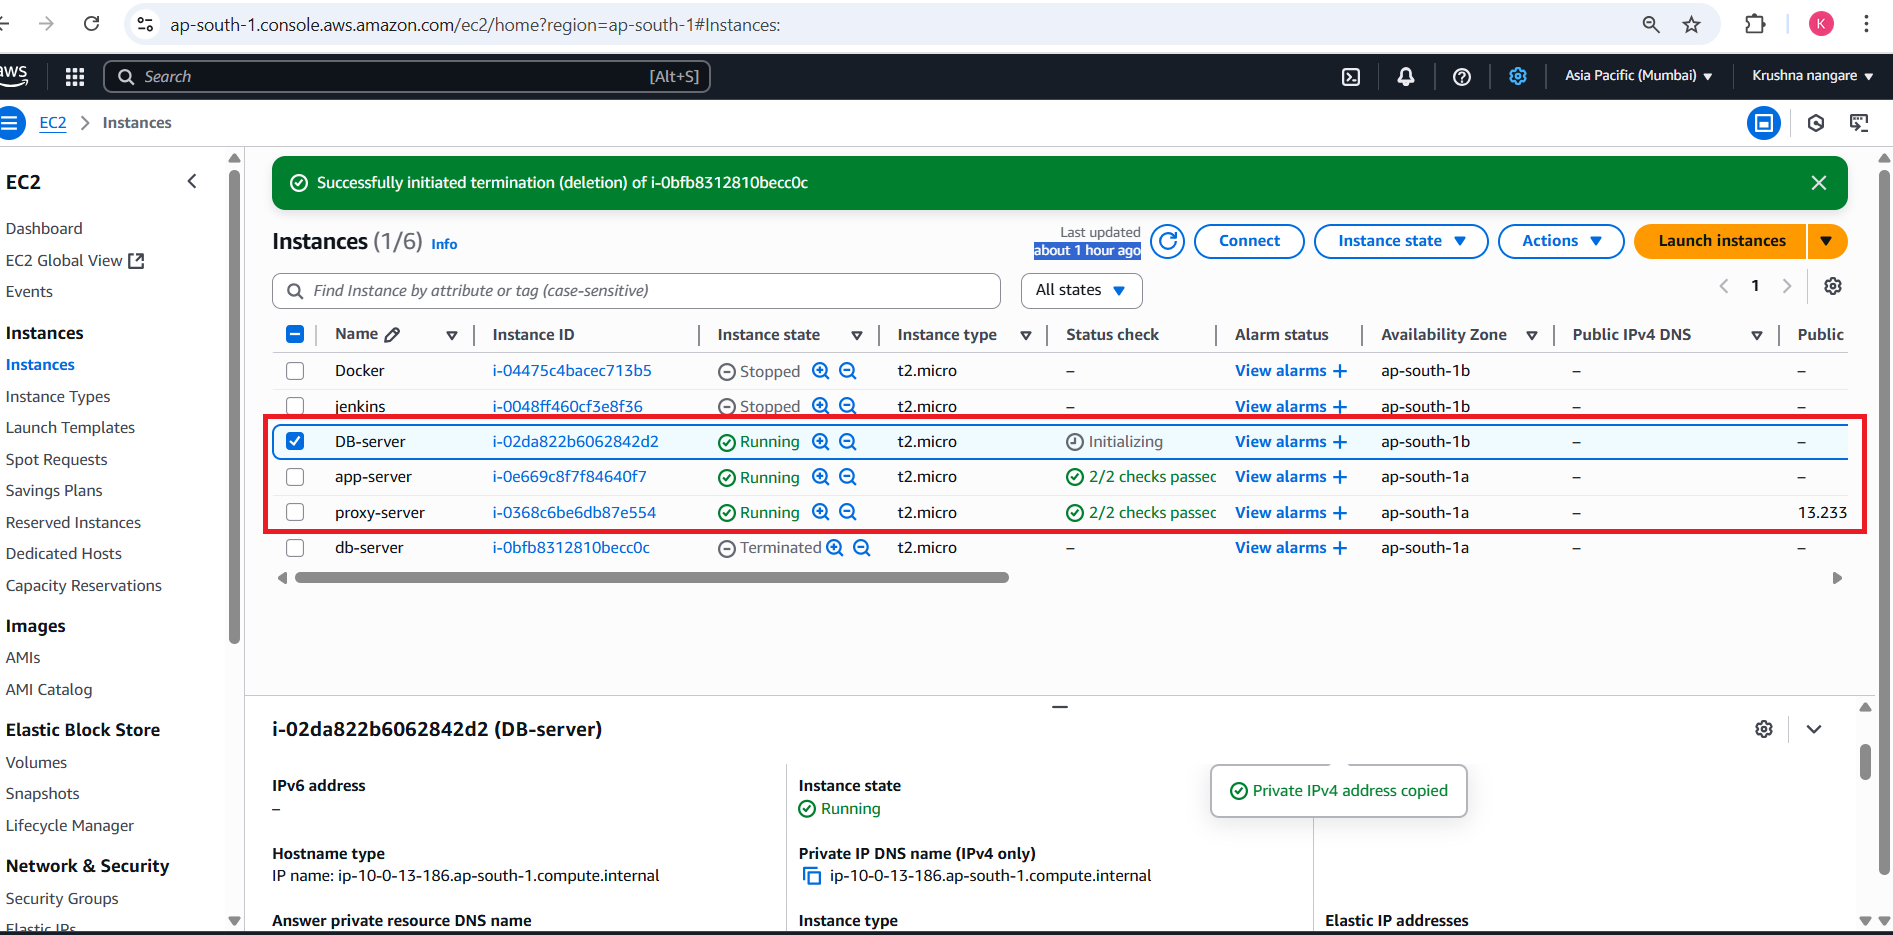 ap-south-1.console.aws.amazon.com/ec2/home?region=ap-south-1#Instances:
K
aws
Search
[Alt+S]
Asia Pacific (Mumbai)
Krushna nangare
EC2
Instances
EC2
Dashboard
EC2 Global View
Events
Instances
Instances
Instance Types
Launch Templates
Spot Requests
Savings Plans
Reserved Instances
Dedicated Hosts
Capacity Reservations
Images
AMIs
AMI Catalog
Elastic Block Store
Volumes
Snapshots
Lifecycle Manager
Network & Security
Security Groups
Elastic IPs
Successfully initiated termination (deletion) of i-0bfb8312810becc0c
Instances (1/6) Info
Last updated
about 1 hour ago
Connect
Instance state
Actions
Launch instances
Find Instance by attribute or tag (case-sensitive)
All states
1
Name Instance ID Instance state Instance type Status check Alarm status Availability Zone Public IPv4 DNS Public
Docker i-04475c4bacec713b5 Stopped t2.micro – View alarms + ap-south-1b – –
jenkins i-0048ff460cf3e8f36 Stopped t2.micro – View alarms + ap-south-1b – –
DB-server i-02da822b6062842d2 Running t2.micro Initializing View alarms + ap-south-1b – –
app-server i-0e669c8f7f84640f7 Running t2.micro 2/2 checks passec View alarms + ap-south-1a – –
proxy-server i-0368c6be6db87e554 Running t2.micro 2/2 checks passec View alarms + ap-south-1a – 13.233
db-server i-0bfb8312810becc0c Terminated t2.micro – View alarms + ap-south-1a – –
i-02da822b6062842d2 (DB-server)
IPv6 address
–
Instance state
Running
Private IPv4 address copied
Hostname type
IP name: ip-10-0-13-186.ap-south-1.compute.internal
Private IP DNS name (IPv4 only)
ip-10-0-13-186.ap-south-1.compute.internal
Answer private resource DNS name
Instance type
Elastic IP addresses